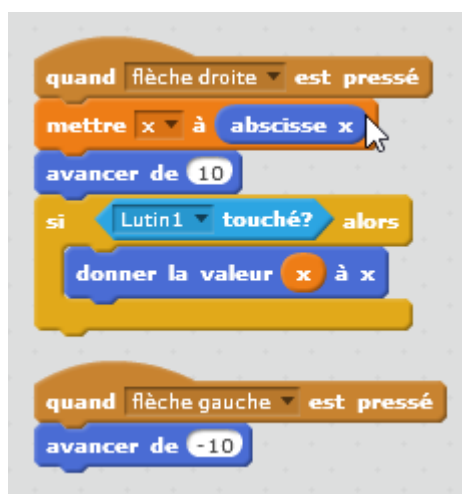 quand flèche droite est pressé
mettre x à abscisse x
avancer de 10
si Lutin1 touché? alors
donner la valeur x à x
quand flèche gauche est pressé
avancer de -10